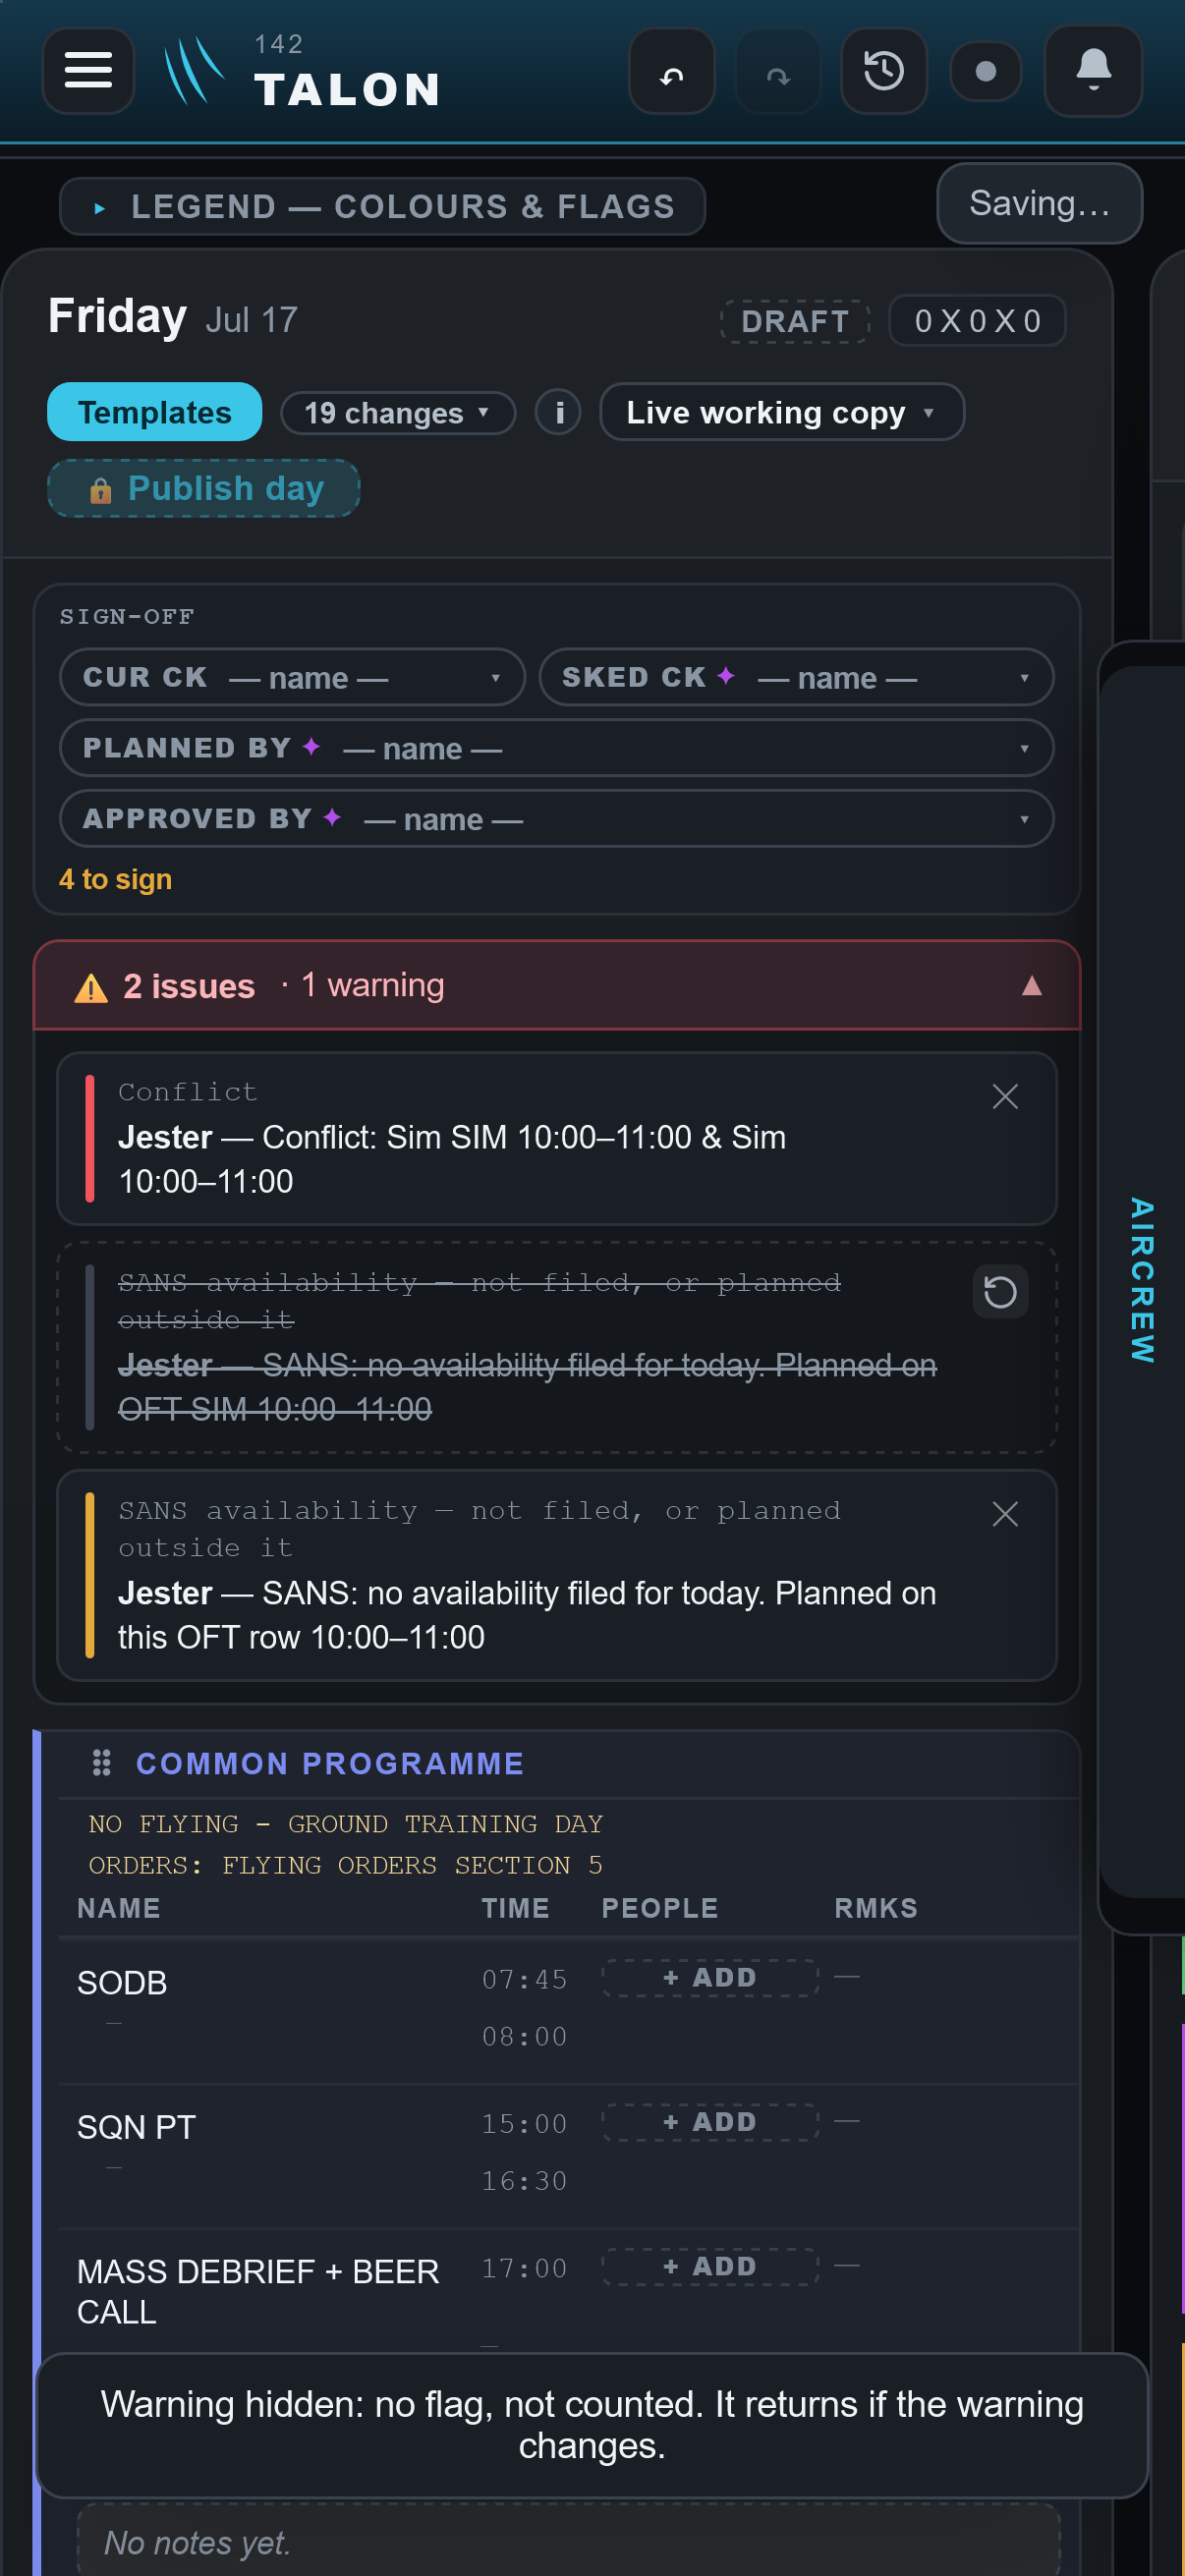 142
TALON
LEGEND — COLOURS & FLAGS
Saving…
Friday Jul 17
DRAFT
0 X 0 X 0
Templates
19 changes
i
Live working copy
Publish day
SIGN-OFF
CUR CK — name —
SKED CK — name —
PLANNED BY — name —
APPROVED BY — name —
4 to sign
2 issues · 1 warning
Conflict
Jester — Conflict: Sim SIM 10:00–11:00 & Sim
10:00–11:00
SANS availability — not filed, or planned
outside it
Jester — SANS: no availability filed for today. Planned on
OFT SIM 10:00–11:00
SANS availability — not filed, or planned
outside it
Jester — SANS: no availability filed for today. Planned on
this OFT row 10:00–11:00
AIRCREW
COMMON PROGRAMME
NO FLYING - GROUND TRAINING DAY
ORDERS: FLYING ORDERS SECTION 5
NAME TIME PEOPLE RMKS
SODB 07:45 + ADD —
— 08:00
SQN PT 15:00 + ADD —
— 16:30
MASS DEBRIEF + BEER 17:00 + ADD —
CALL
—
Warning hidden: no flag, not counted. It returns if the warning
changes.
No notes yet.